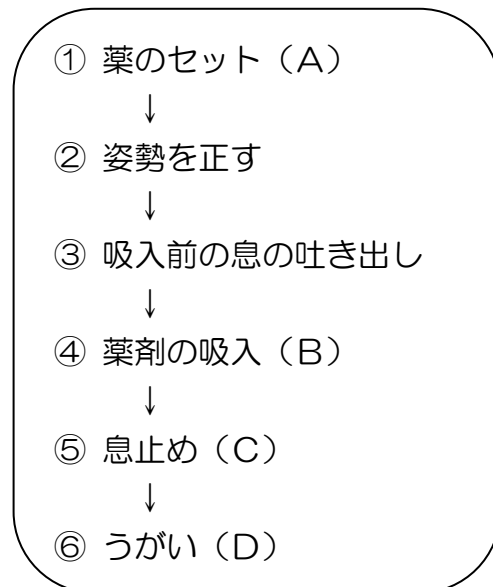 ① 薬のセット（A）
↓
② 姿勢を正す
↓
③ 吸入前の息の吐き出し
↓
④ 薬剤の吸入（B）
↓
⑤ 息止め（C）
↓
⑥ うがい（D）